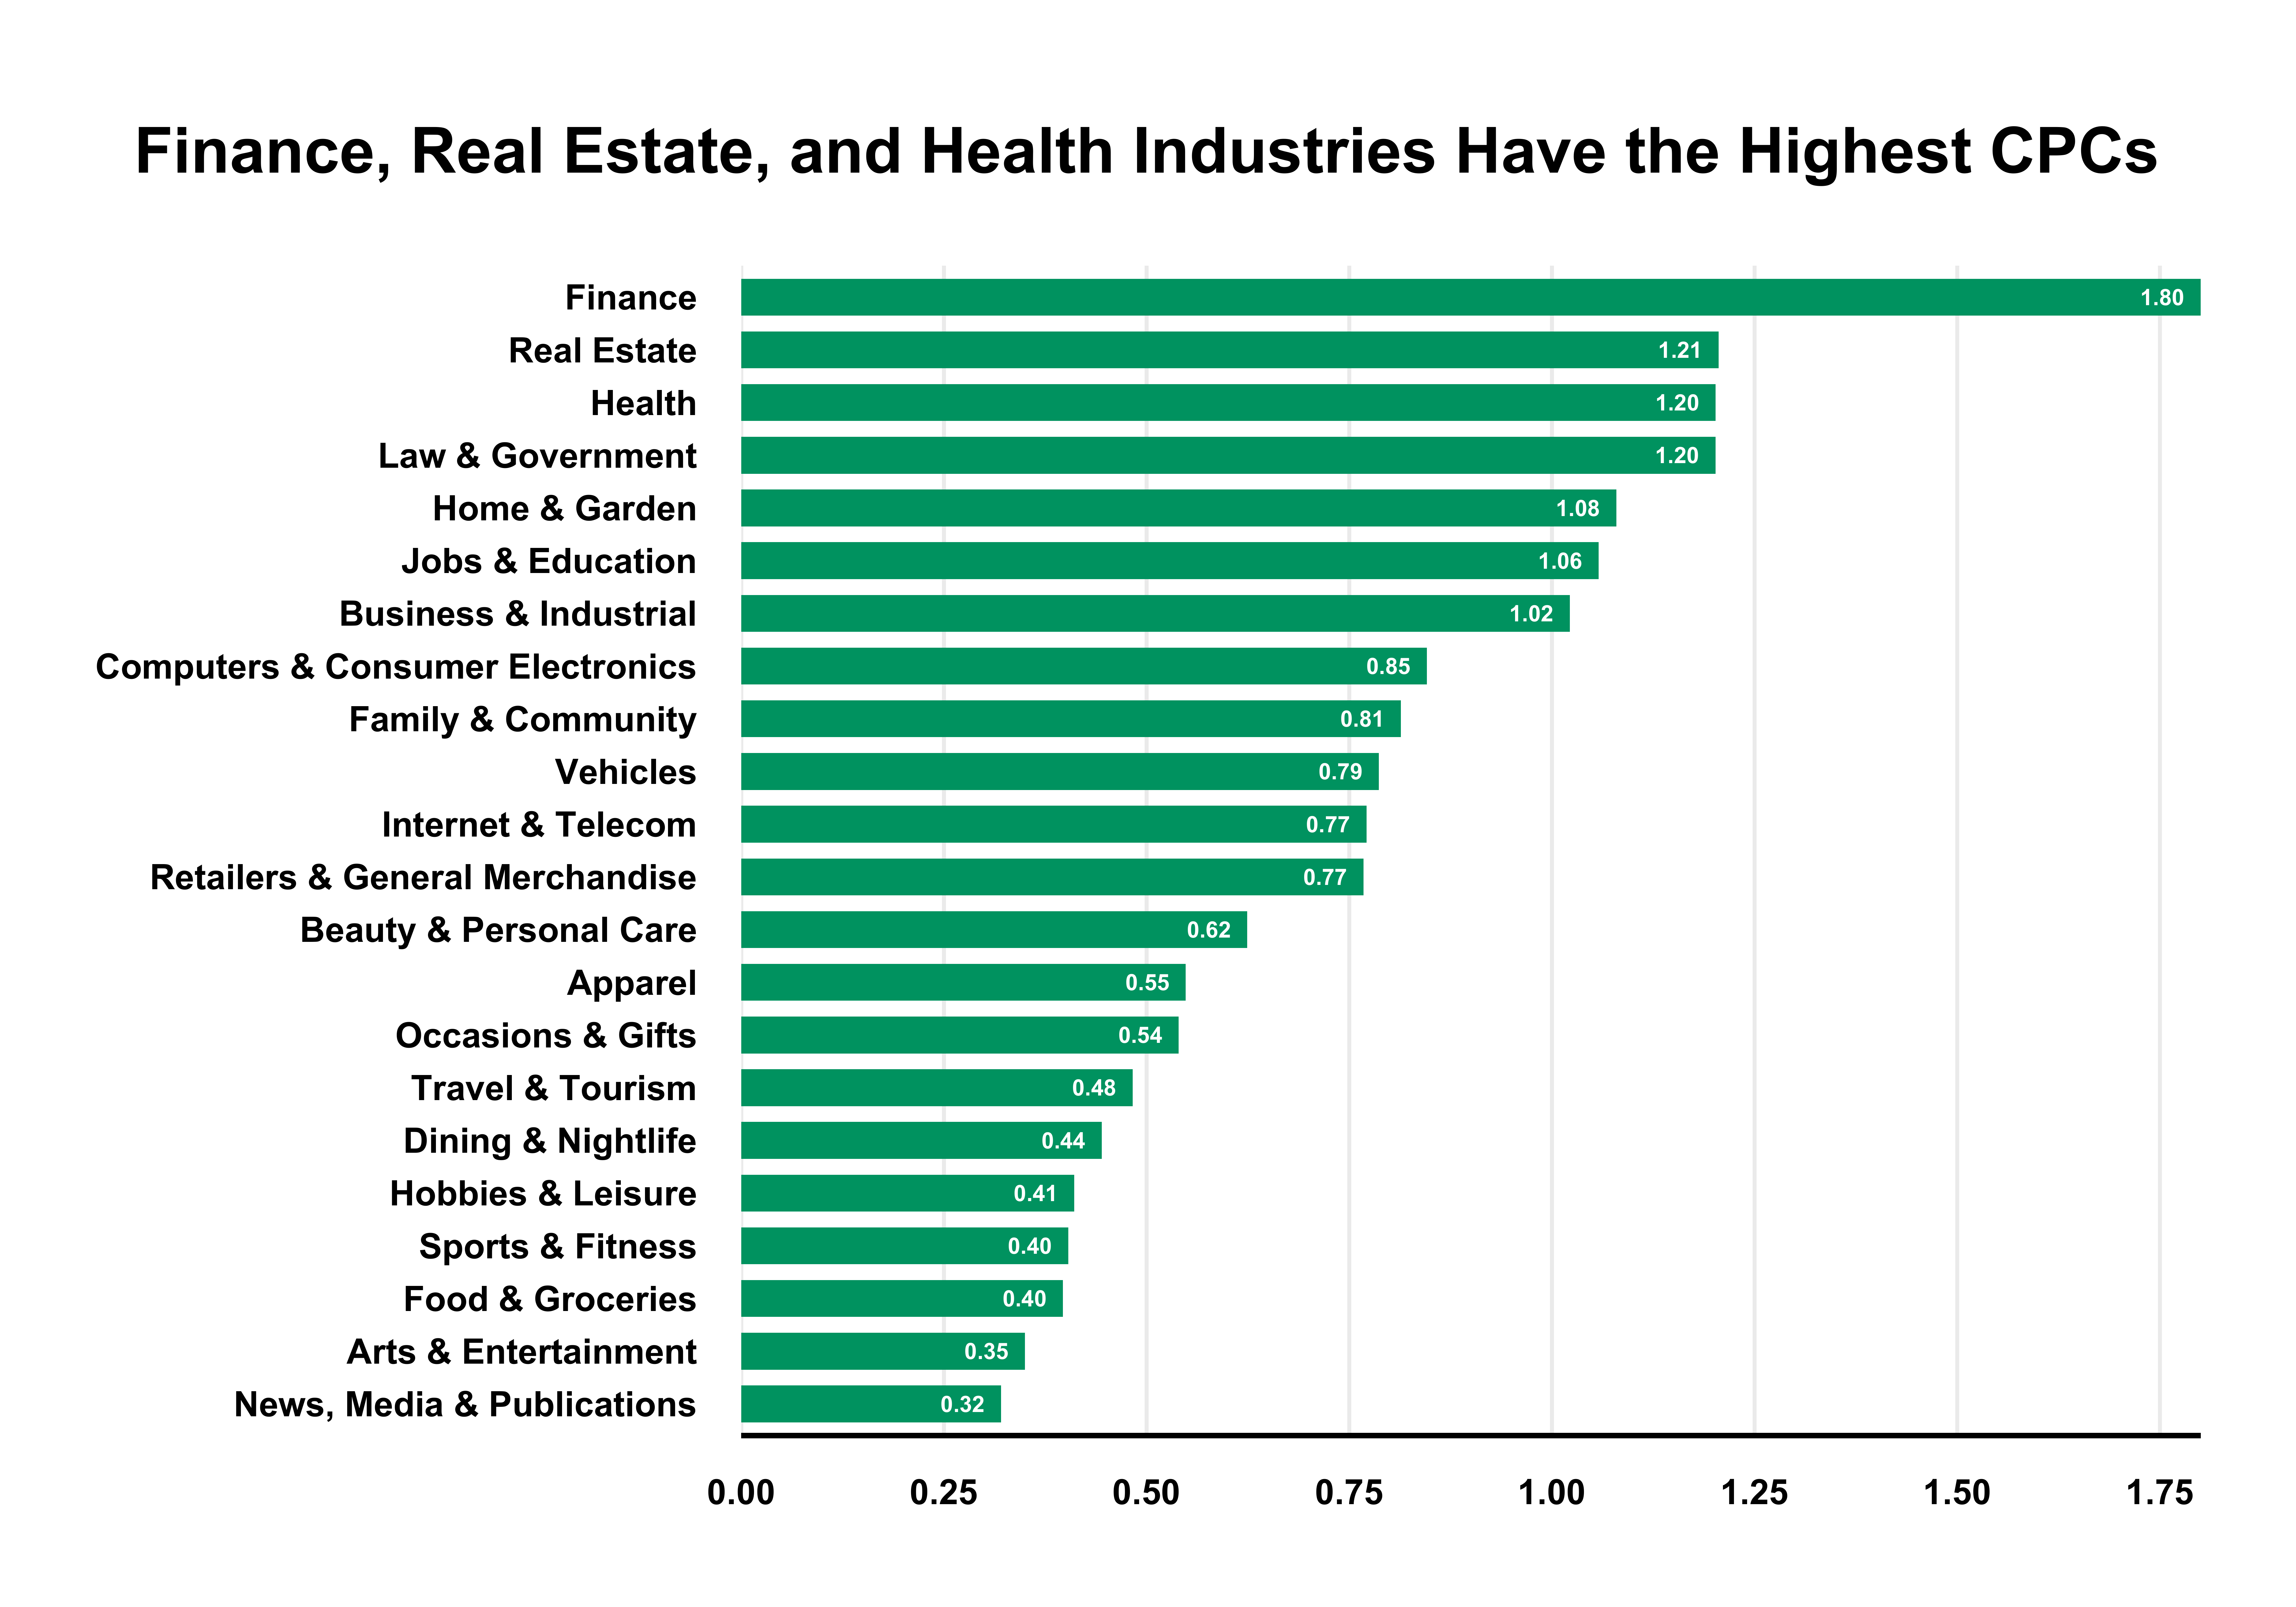 Finance, Real Estate, and Health Industries Have the Highest CPCs
Finance 1.80
Real Estate 1.21
Health 1.20
Law & Government 1.20
Home & Garden 1.08
Jobs & Education 1.06
Business & Industrial 1.02
Computers & Consumer Electronics 0.85
Family & Community 0.81
Vehicles 0.79
Internet & Telecom 0.77
Retailers & General Merchandise 0.77
Beauty & Personal Care 0.62
Apparel 0.55
Occasions & Gifts 0.54
Travel & Tourism 0.48
Dining & Nightlife 0.44
Hobbies & Leisure 0.41
Sports & Fitness 0.40
Food & Groceries 0.40
Arts & Entertainment 0.35
News, Media & Publications 0.32
0.00 0.25 0.50 0.75 1.00 1.25 1.50 1.75